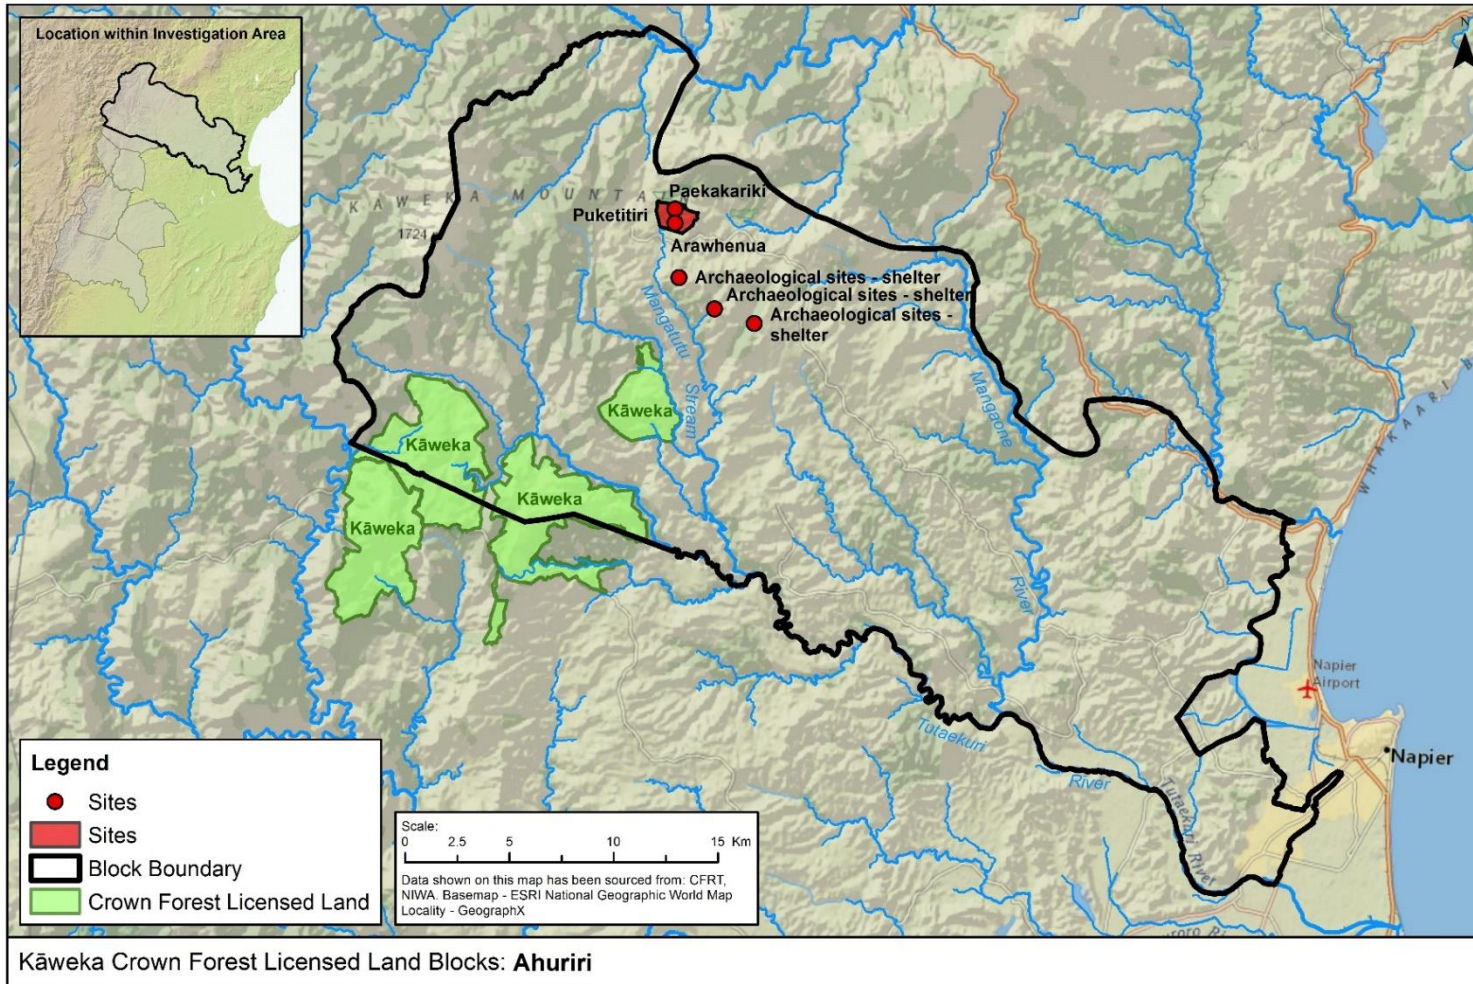 Location within Investigation Area
N
KĀWEKA MOUNTA
1724
Paekakariki
Puketitiri
Arawhenua
Archaeological sites - shelter
Archaeological sites - shelter
Archaeological sites -
shelter
Mangatutu
Stream
Mangaone
River
Kāweka
Kāweka
Kāweka
Kāweka
WHAKAARI B
Napier
Airport
Napier
Tutaekuri
River
Tutaekuri River
Legend
Sites
Sites
Block Boundary
Crown Forest Licensed Land
Scale:
0 2.5 5 10 15 Km
Data shown on this map has been sourced from: CFRT,
NIWA. Basemap - ESRI National Geographic World Map
Locality - GeographX
Kāweka Crown Forest Licensed Land Blocks: Ahuriri